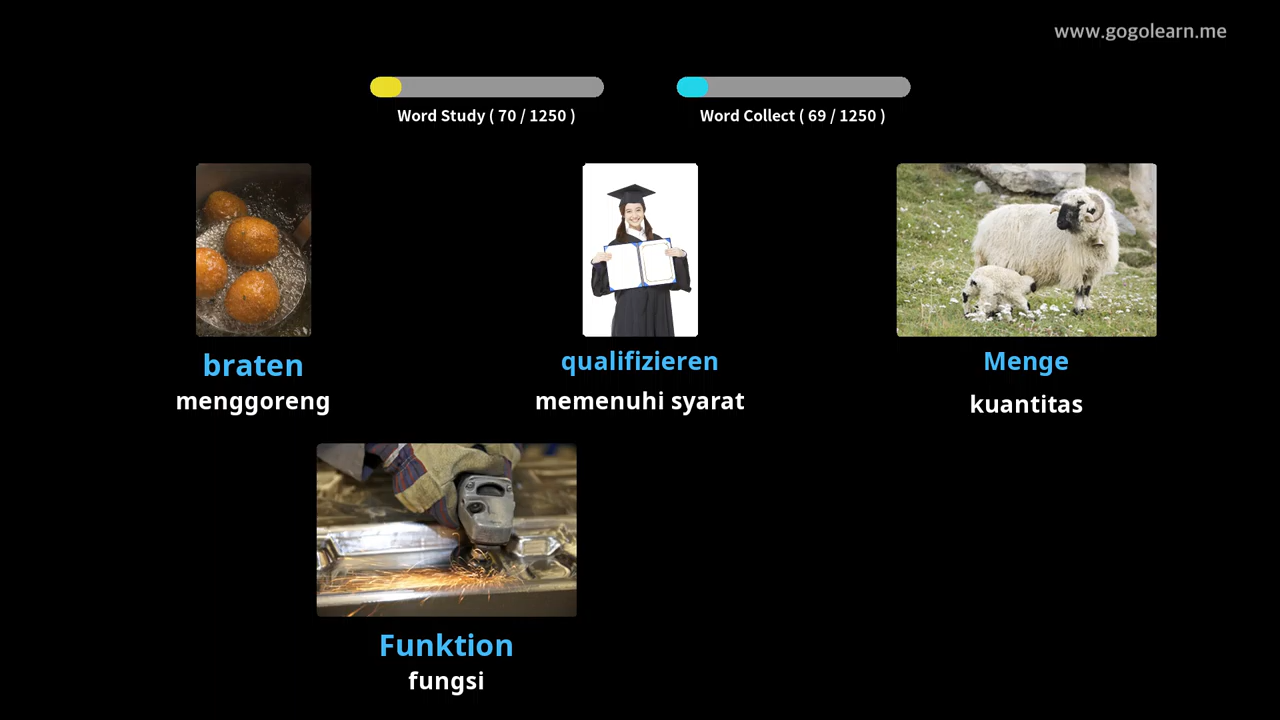 www.gogolearn.me
Word Study ( 70 / 1250 )
Word Collect ( 69 / 1250 )
braten
menggoreng
qualifizieren
memenuhi syarat
Menge
kuantitas
Funktion
fungsi